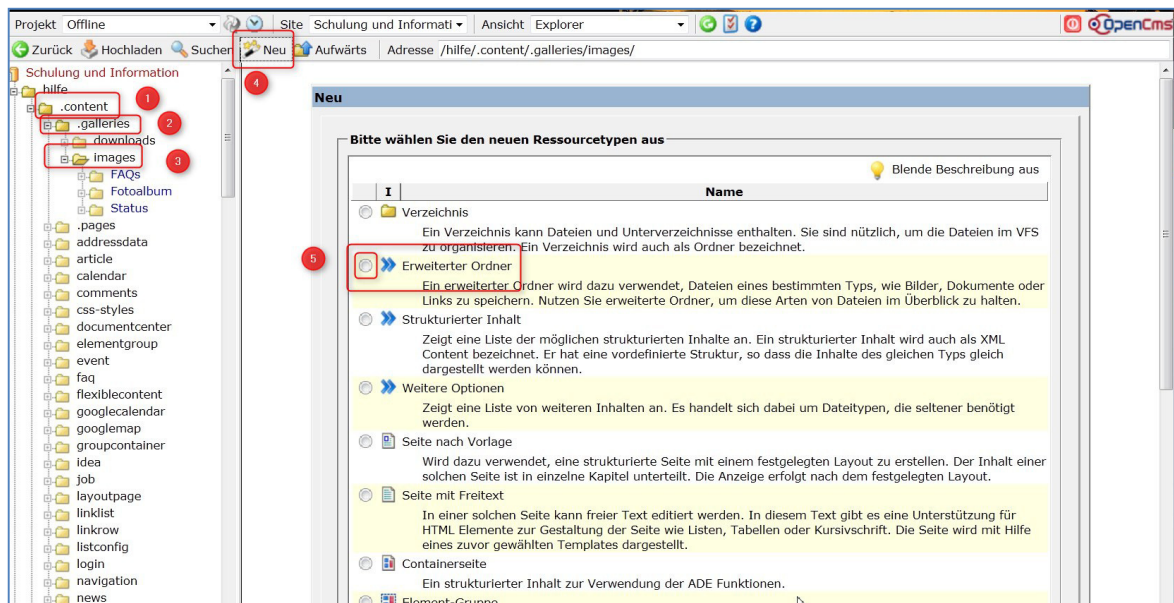 Projekt Offline Site Schulung und Informati Ansicht Explorer OpenCms
Zurück Hochladen Suchen Neu Aufwärts Adresse /hilfe/.content/.galleries/images/
Schulung und Information
hilfe
.content
1
.galleries
2
downloads
images
3
FAQs
Fotoalbum
Status
.pages
addressdata
article
calendar
comments
css-styles
documentcenter
elementgroup
event
faq
flexiblecontent
googlecalendar
googlemap
groupcontainer
idea
job
layoutpage
linklist
linkrow
listconfig
login
navigation
news
4
Neu
Bitte wählen Sie den neuen Ressourcetypen aus
Blende Beschreibung aus
I Name
Verzeichnis
Ein Verzeichnis kann Dateien und Unterverzeichnisse enthalten. Sie sind nützlich, um die Dateien im VFS
zu organisieren. Ein Verzeichnis wird auch als Ordner bezeichnet.
5
Erweiterter Ordner
Ein erweiterter Ordner wird dazu verwendet, Dateien eines bestimmten Typs, wie Bilder, Dokumente oder
Links zu speichern. Nutzen Sie erweiterte Ordner, um diese Arten von Dateien im Überblick zu halten.
Strukturierter Inhalt
Zeigt eine Liste der möglichen strukturierten Inhalte an. Ein strukturierter Inhalt wird auch als XML
Content bezeichnet. Er hat eine vordefinierte Struktur, so dass die Inhalte des gleichen Typs gleich
dargestellt werden können.
Weitere Optionen
Zeigt eine Liste von weiteren Inhalten an. Es handelt sich dabei um Dateitypen, die seltener benötigt
werden.
Seite nach Vorlage
Wird dazu verwendet, eine strukturierte Seite mit einem festgelegten Layout zu erstellen. Der Inhalt einer
solchen Seite ist in einzelne Kapitel unterteilt. Die Anzeige erfolgt nach dem festgelegten Layout.
Seite mit Freitext
In einer solchen Seite kann freier Text editiert werden. In diesem Text gibt es eine Unterstützung für
HTML Elemente zur Gestaltung der Seite wie Listen, Tabellen oder Kursivschrift. Die Seite wird mit Hilfe
eines zuvor gewählten Templates dargestellt.
Containerseite
Ein strukturierter Inhalt zur Verwendung der ADE Funktionen.
Element-Gruppe